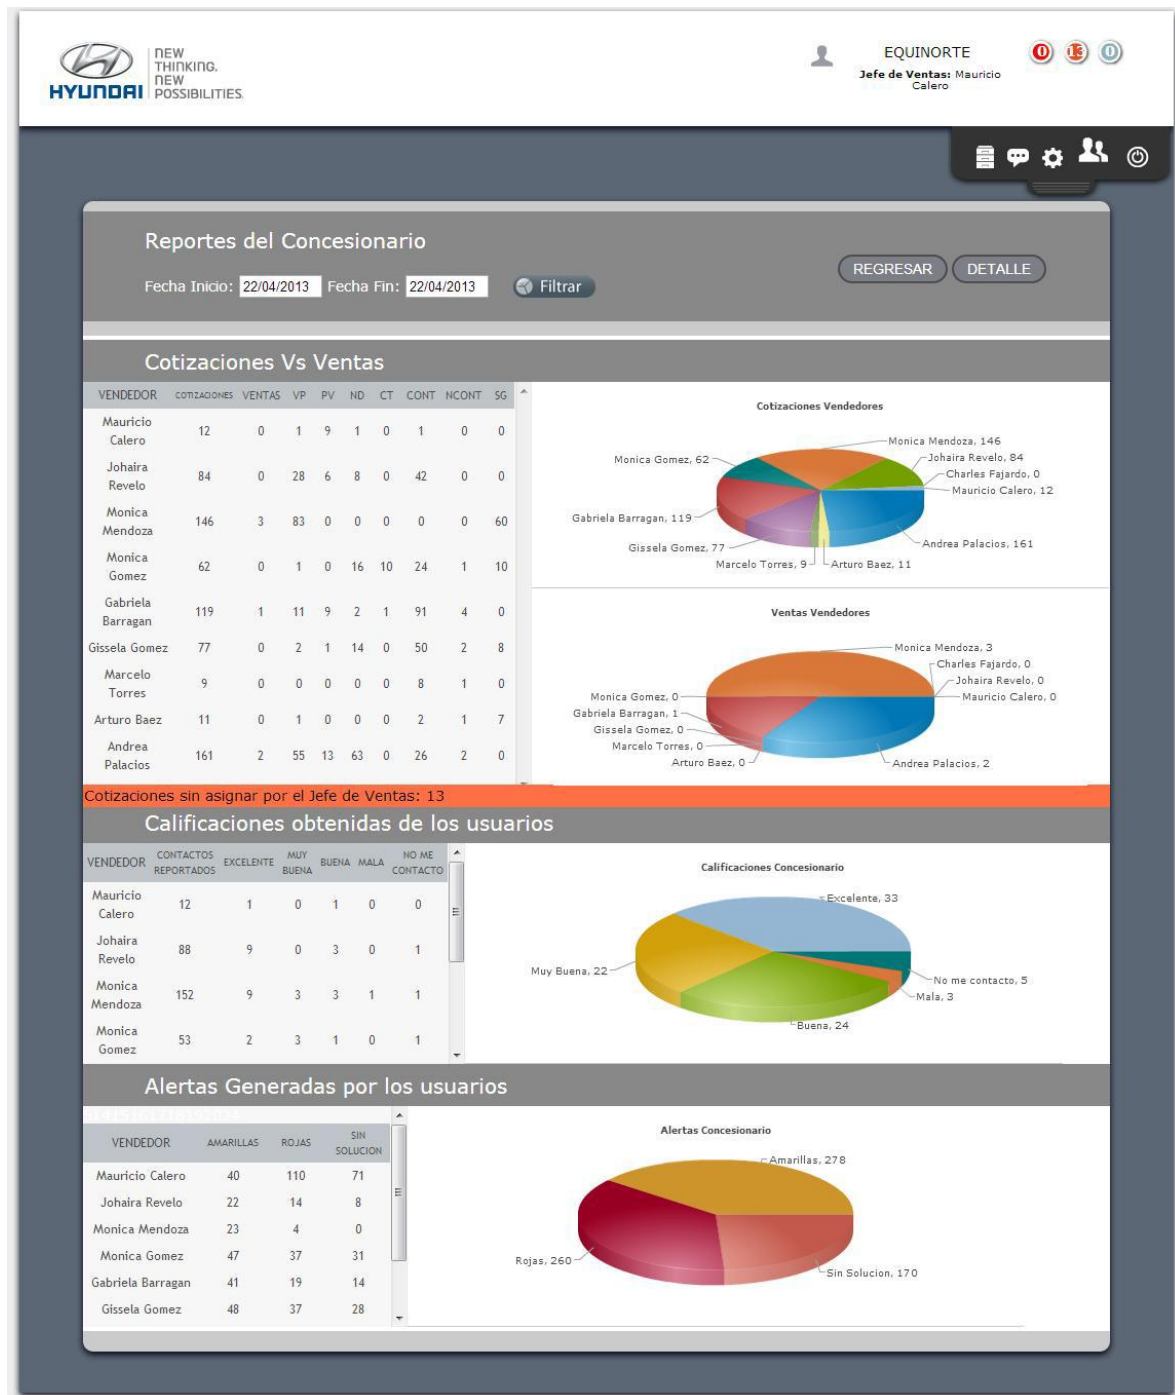 NEW
THINKING.
NEW
POSSIBILITIES.
HYUNDAI
EQUINORTE
Jefe de Ventas: Mauricio
Calero
0 13 0
Reportes del Concesionario
Fecha Inicio: 22/04/2013 Fecha Fin: 22/04/2013 Filtrar
REGRESAR DETALLE
Cotizaciones Vs Ventas
VENDEDOR COTIZACIONES VENTAS VP PV ND CT CONT NCONT SG
Mauricio
Calero 12 0 1 9 1 0 1 0 0
Johaira
Revelo 84 0 28 6 8 0 42 0 0
Monica
Mendoza 146 3 83 0 0 0 0 0 60
Monica
Gomez 62 0 1 0 16 10 24 1 10
Gabriela
Barragan 119 1 11 9 2 1 91 4 0
Gissela Gomez 77 0 2 1 14 0 50 2 8
Marcelo
Torres 9 0 0 0 0 0 8 1 0
Arturo Baez 11 0 1 0 0 0 2 1 7
Andrea
Palacios 161 2 55 13 63 0 26 2 0
Cotizaciones Vendedores
Monica Mendoza, 146
Monica Gomez, 62
Johaira Revelo, 84
Charles Fajardo, 0
Mauricio Calero, 12
Gabriela Barragan, 119
Gissela Gomez, 77
Andrea Palacios, 161
Marcelo Torres, 9
Arturo Baez, 11
Ventas Vendedores
Monica Mendoza, 3
Charles Fajardo, 0
Johaira Revelo, 0
Monica Gomez, 0
Mauricio Calero, 0
Gabriela Barragan, 1
Gissela Gomez, 0
Marcelo Torres, 0
Arturo Baez, 0
Andrea Palacios, 2
Cotizaciones sin asignar por el Jefe de Ventas: 13
Calificaciones obtenidas de los usuarios
VENDEDOR CONTACTOS REPORTADOS EXCELENTE MUY BUENA BUENA MALA NO ME CONTACTO
Mauricio
Calero 12 1 0 1 0 0
Johaira
Revelo 88 9 0 3 0 1
Monica
Mendoza 152 9 3 3 1 1
Monica
Gomez 53 2 3 1 0 1
Calificaciones Concesionario
Excelente, 33
Muy Buena, 22
No me contacto, 5
Mala, 3
Buena, 24
Alertas Generadas por los usuarios
VENDEDOR AMARILLAS ROJAS SIN SOLUCION
Mauricio Calero 40 110 71
Johaira Revelo 22 14 8
Monica Mendoza 23 4 0
Monica Gomez 47 37 31
Gabriela Barragan 41 19 14
Gissela Gomez 48 37 28
Alertas Concesionario
Amarillas, 278
Rojas, 260
Sin Solucion, 170